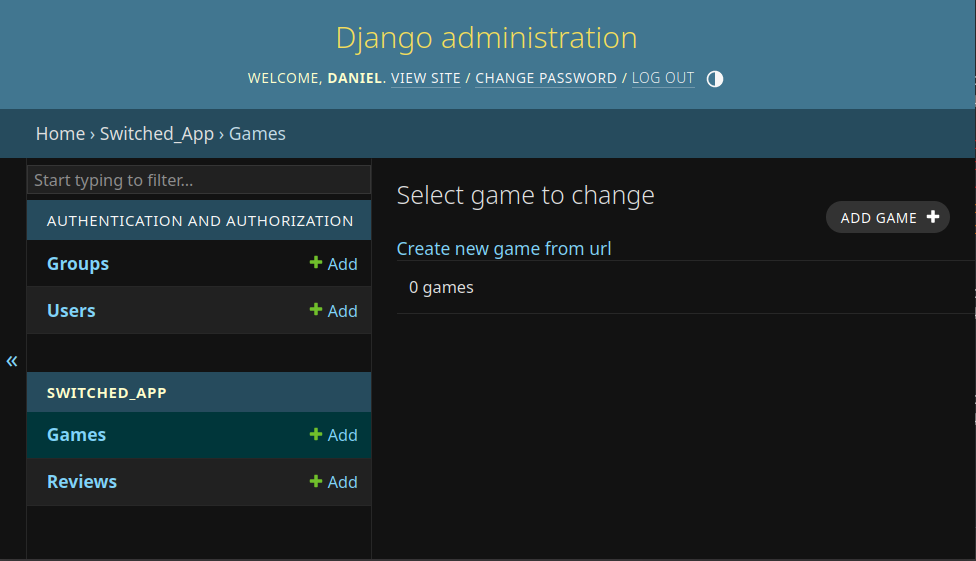 Django administration
WELCOME, DANIEL. VIEW SITE / CHANGE PASSWORD / LOG OUT
Home › Switched_App › Games
Start typing to filter...
AUTHENTICATION AND AUTHORIZATION
Groups + Add
Users + Add
«
SWITCHED_APP
Games + Add
Reviews + Add
Select game to change
ADD GAME +
Create new game from url
0 games